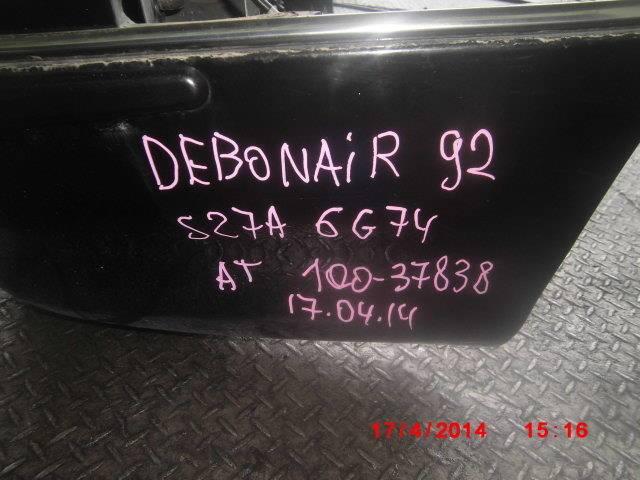 DEBONAiR 92
S27A 6G74
AT 100-37838
17.04.14
17/4/2014 15:16